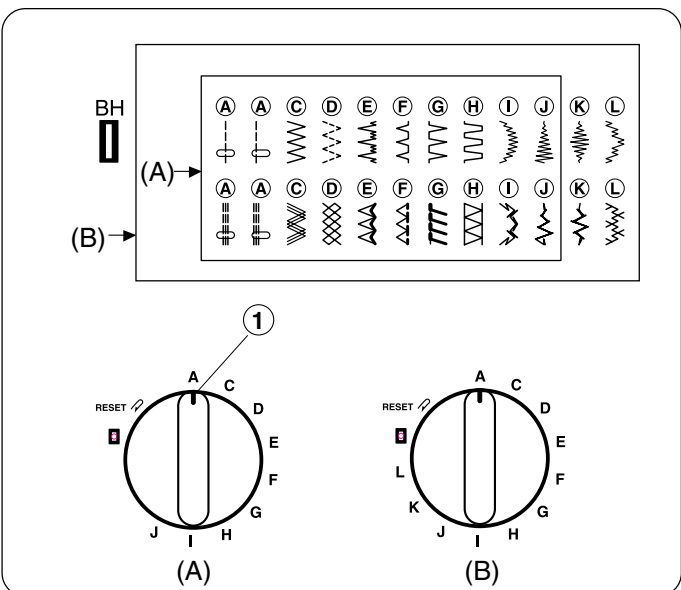 BH
A A C D E F G H I J K L
(A)
A A C D E F G H I J K L
(B)
1
A
C
RESET
D
E
F
G
H
I
J
(A)
A
C
RESET
D
E
L
F
K
G
J
H
I
(B)